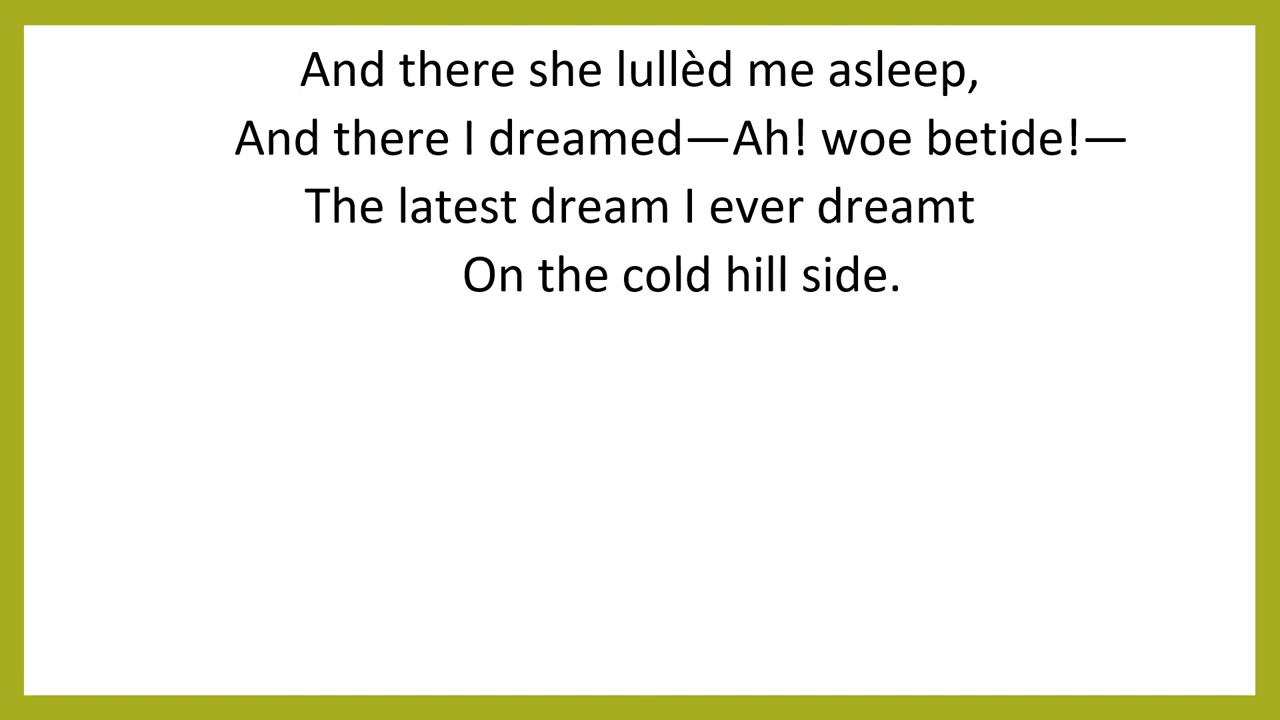 And there she lullèd me asleep,
And there I dreamed—Ah! woe betide!—
The latest dream I ever dreamt
On the cold hill side.